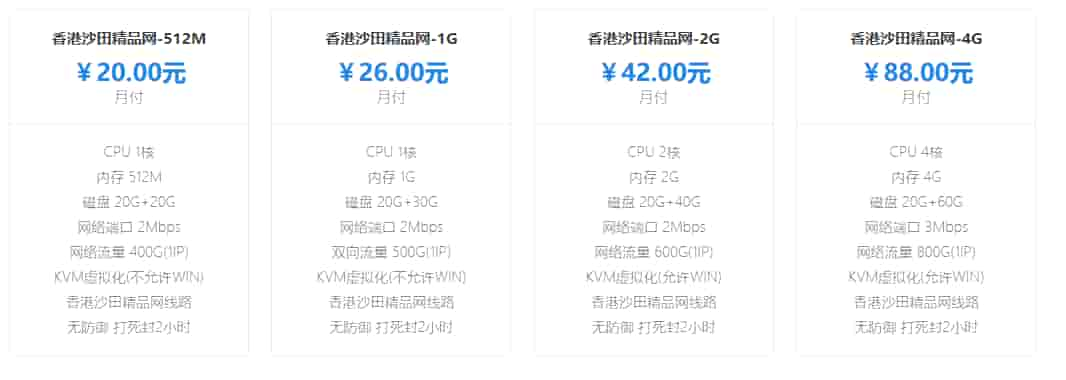 香港沙田精品网-512M
￥20.00元
月付
CPU 1核
内存 512M
磁盘 20G+20G
网络端口 2Mbps
网络流量 400G(1IP)
KVM虚拟化(不允许WIN)
香港沙田精品网线路
无防御 打死封2小时
香港沙田精品网-1G
￥26.00元
月付
CPU 1核
内存 1G
磁盘 20G+30G
网络端口 2Mbps
双向流量 500G(1IP)
KVM虚拟化(不允许WIN)
香港沙田精品网线路
无防御 打死封2小时
香港沙田精品网-2G
￥42.00元
月付
CPU 2核
内存 2G
磁盘 20G+40G
网络端口 2Mbps
网络流量 600G(1IP)
KVM虚拟化(允许WIN)
香港沙田精品网线路
无防御 打死封2小时
香港沙田精品网-4G
￥88.00元
月付
CPU 4核
内存 4G
磁盘 20G+60G
网络端口 3Mbps
网络流量 800G(1IP)
KVM虚拟化(允许WIN)
香港沙田精品网线路
无防御 打死封2小时